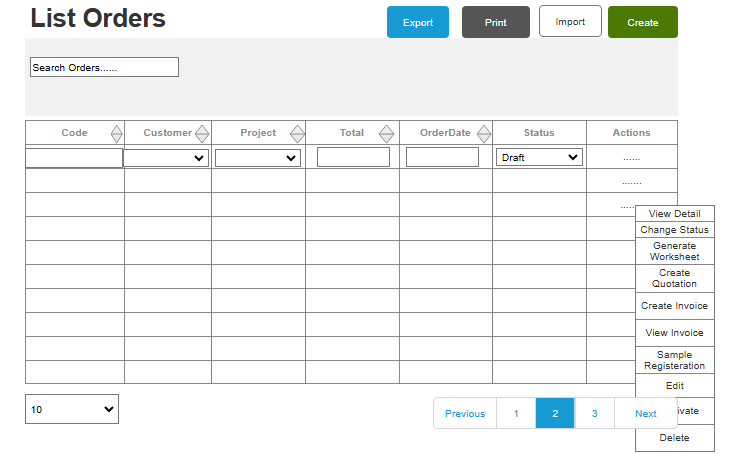 List Orders
Export
Print
Import
Create
Search Orders......
Code
Customer
Project
Total
OrderDate
Status
Actions
Draft
......
.......
.....
View Detail
Change Status
Generate
Worksheet
Create
Quotation
Create Invoice
View Invoice
Sample
Registeration
Edit
ivate
Delete
10
Previous
1
2
3
Next